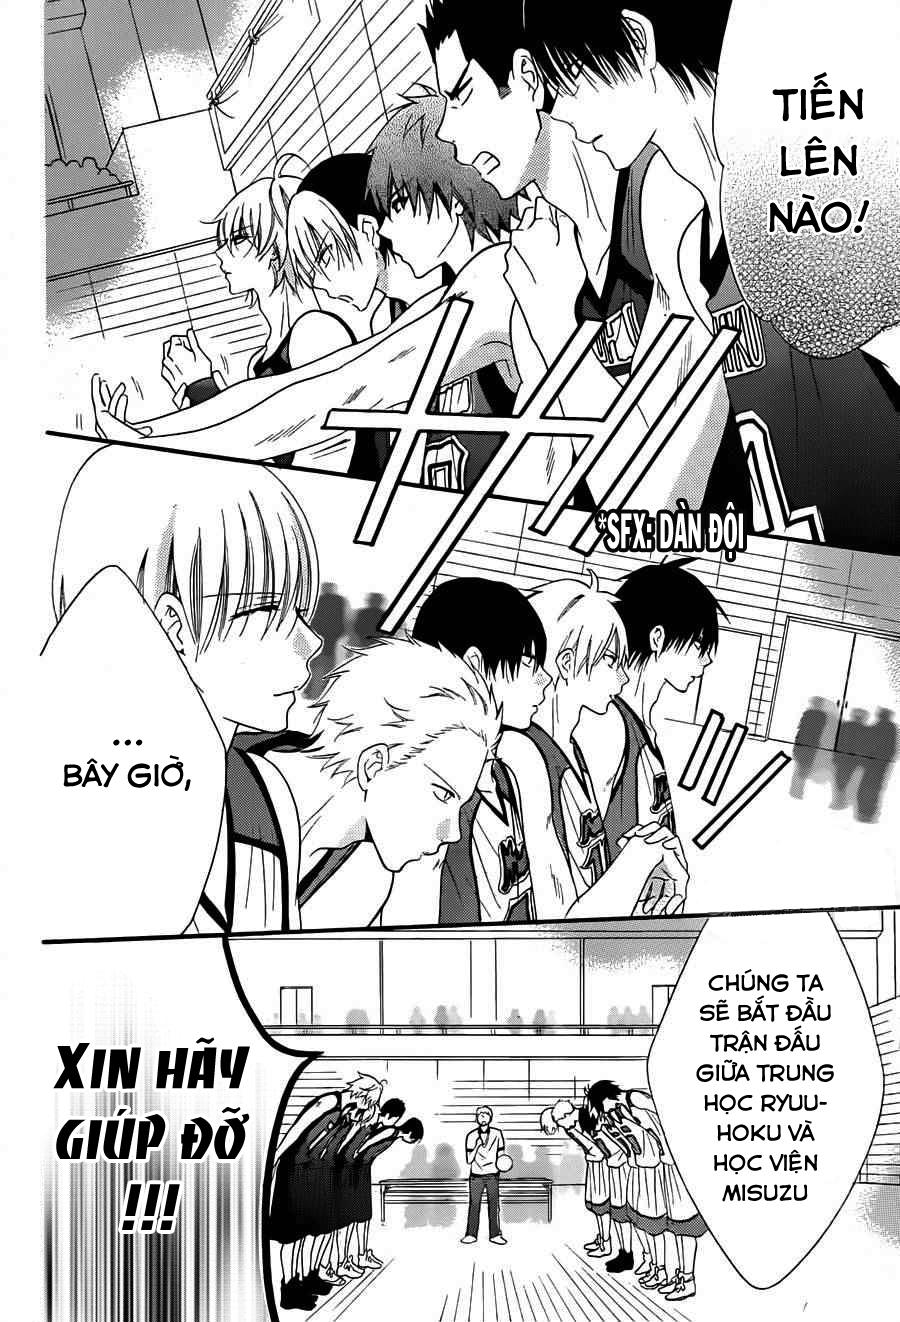 TIẾN
LÊN
NÀO!
*SFX: DÀN ĐỘI
...
BÂY GIỜ,
CHÚNG TA
SẼ BẮT ĐẦU
TRẬN ĐẤU
GIỮA TRUNG
HỌC RYUU-
HOKU VÀ
HỌC VIỆN
MISUZU
XIN HÃY
GIÚP ĐỠ
!!!